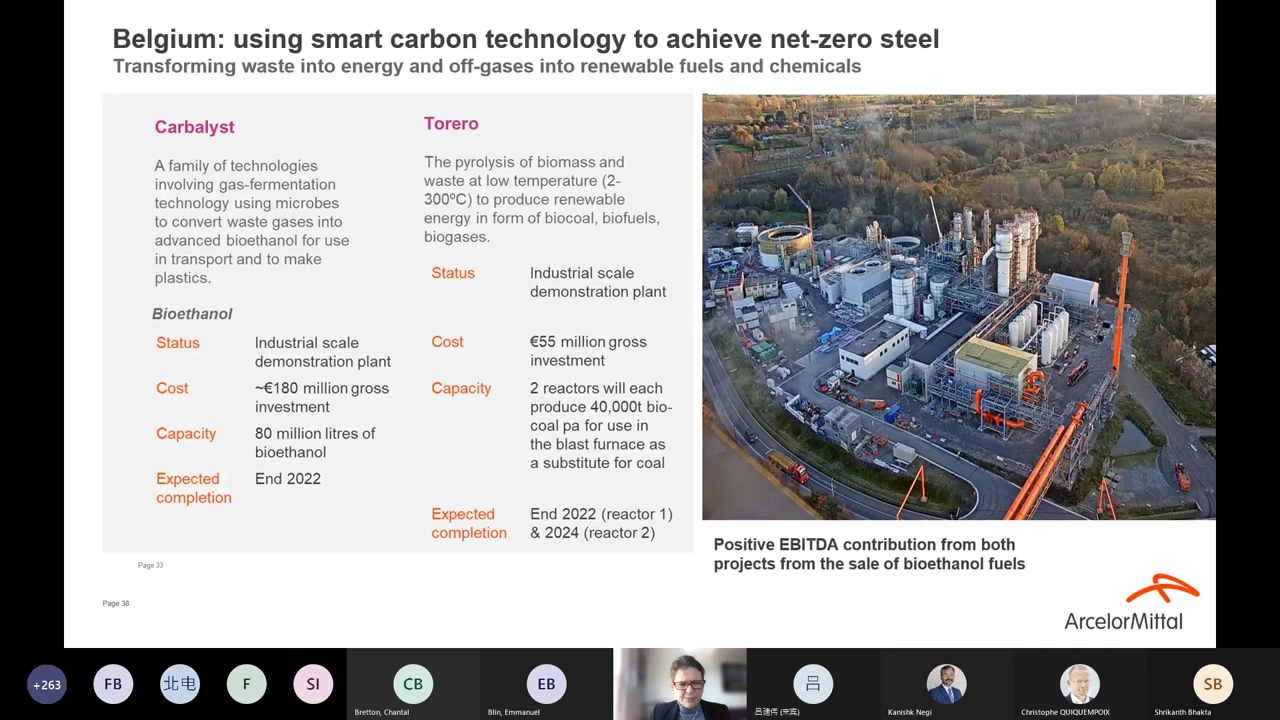 Belgium: using smart carbon technology to achieve net-zero steel
Transforming waste into energy and off-gases into renewable fuels and chemicals
Carbalyst
A family of technologies
involving gas-fermentation
technology using microbes
to convert waste gases into
advanced bioethanol for use
in transport and to make
plastics.
Bioethanol
Status Industrial scale
demonstration plant
Cost ~€180 million gross
investment
Capacity 80 million litres of
bioethanol
Expected End 2022
completion
Torero
The pyrolysis of biomass and
waste at low temperature (2-
300ºC) to produce renewable
energy in form of biocoal, biofuels,
biogases.
Status Industrial scale
demonstration plant
Cost €55 million gross
investment
Capacity 2 reactors will each
produce 40,000t bio-
coal pa for use in
the blast furnace as
a substitute for coal
Expected End 2022 (reactor 1)
completion & 2024 (reactor 2)
Positive EBITDA contribution from both
projects from the sale of bioethanol fuels
Page 33
Page 38
ArcelorMittal
+263
FB
北电
F
SI
CB
Bretton, Chantal
EB
Blin, Emmanuel
吕
Kanishk Negi
Christophe QUIQUEMPOIX
SB
Shrikanth Bhakta